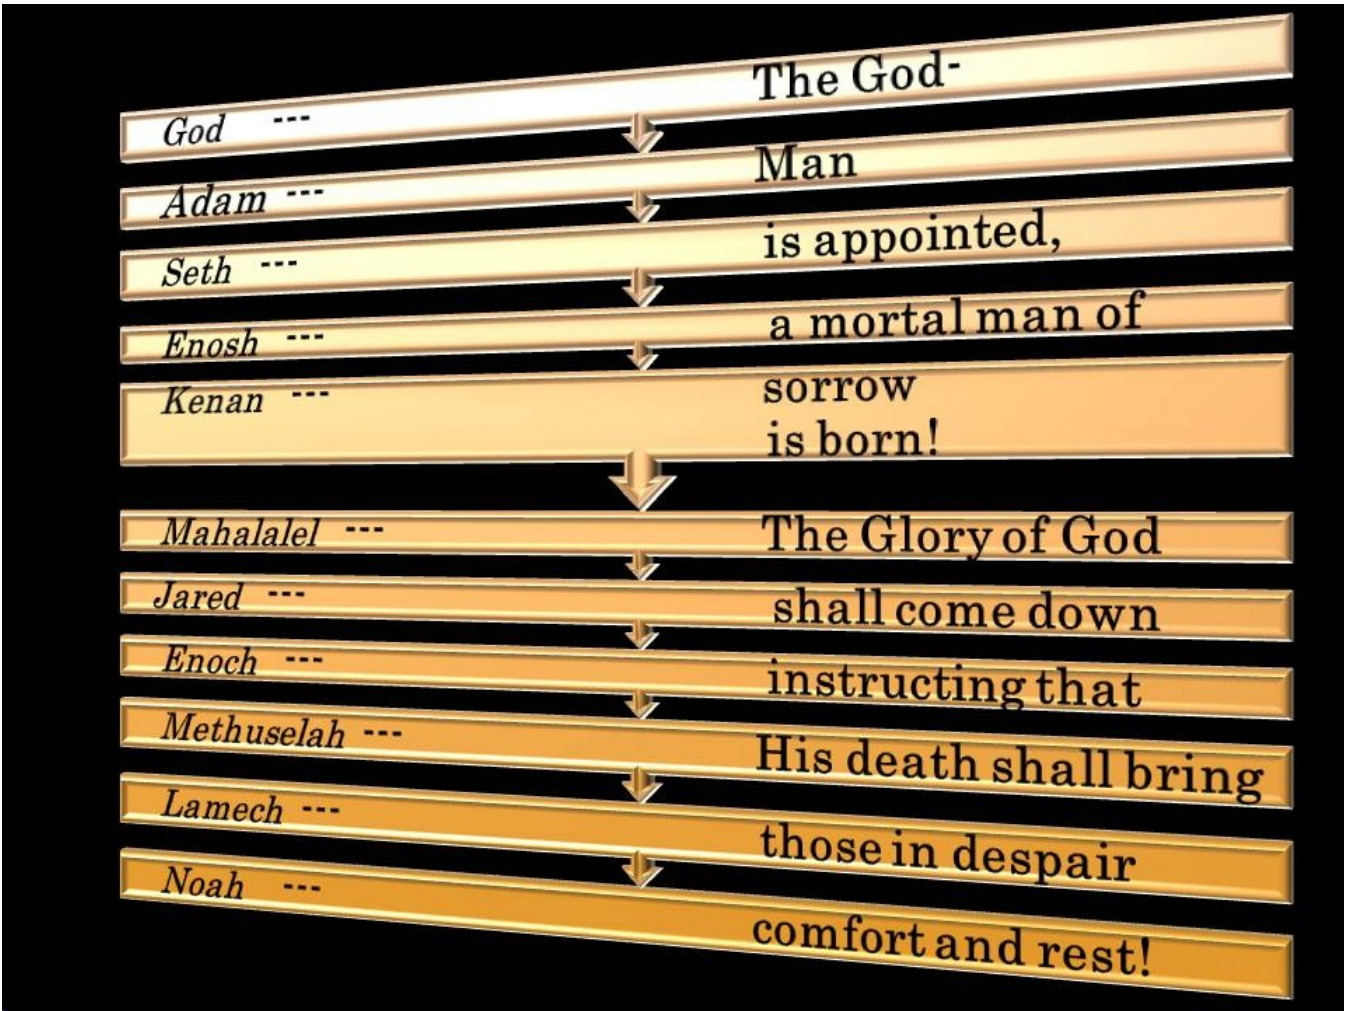 God --- The God-
Adam --- Man
Seth --- is appointed,
Enosh --- a mortal man of
Kenan --- sorrow
is born!
Mahalalel --- The Glory of God
Jared --- shall come down
Enoch --- instructing that
Methuselah --- His death shall bring
Lamech --- those in despair
Noah --- comfort and rest!